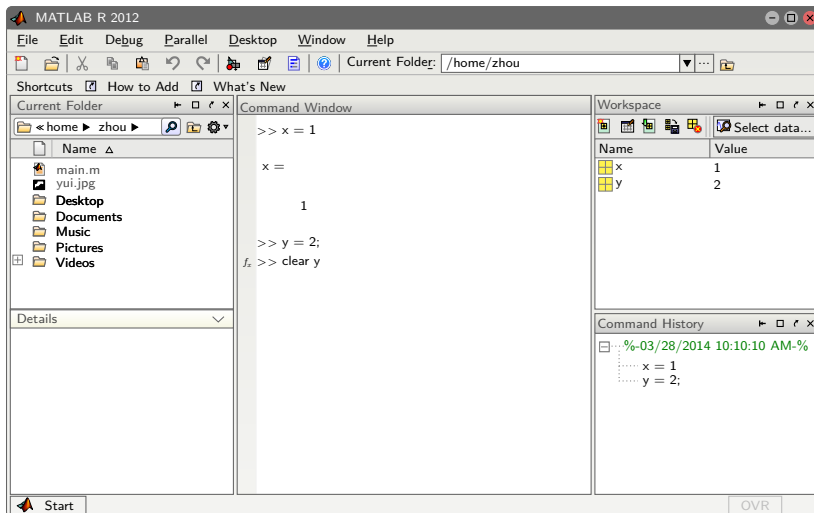 MATLAB R 2012
File Edit Debug Parallel Desktop Window Help
Current Folder: /home/zhou ...
Shortcuts How to Add What's New
Current Folder
« home ▶ zhou ▶
Name
main.m
yui.jpg
Desktop
Documents
Music
Pictures
Videos
Details
Command Window
>> x = 1
x =
1
>> y = 2;
fx >> clear y
Workspace
Select data...
Name Value
x 1
y 2
Command History
%-03/28/2014 10:10:10 AM-%
x = 1
y = 2;
Start
OVR